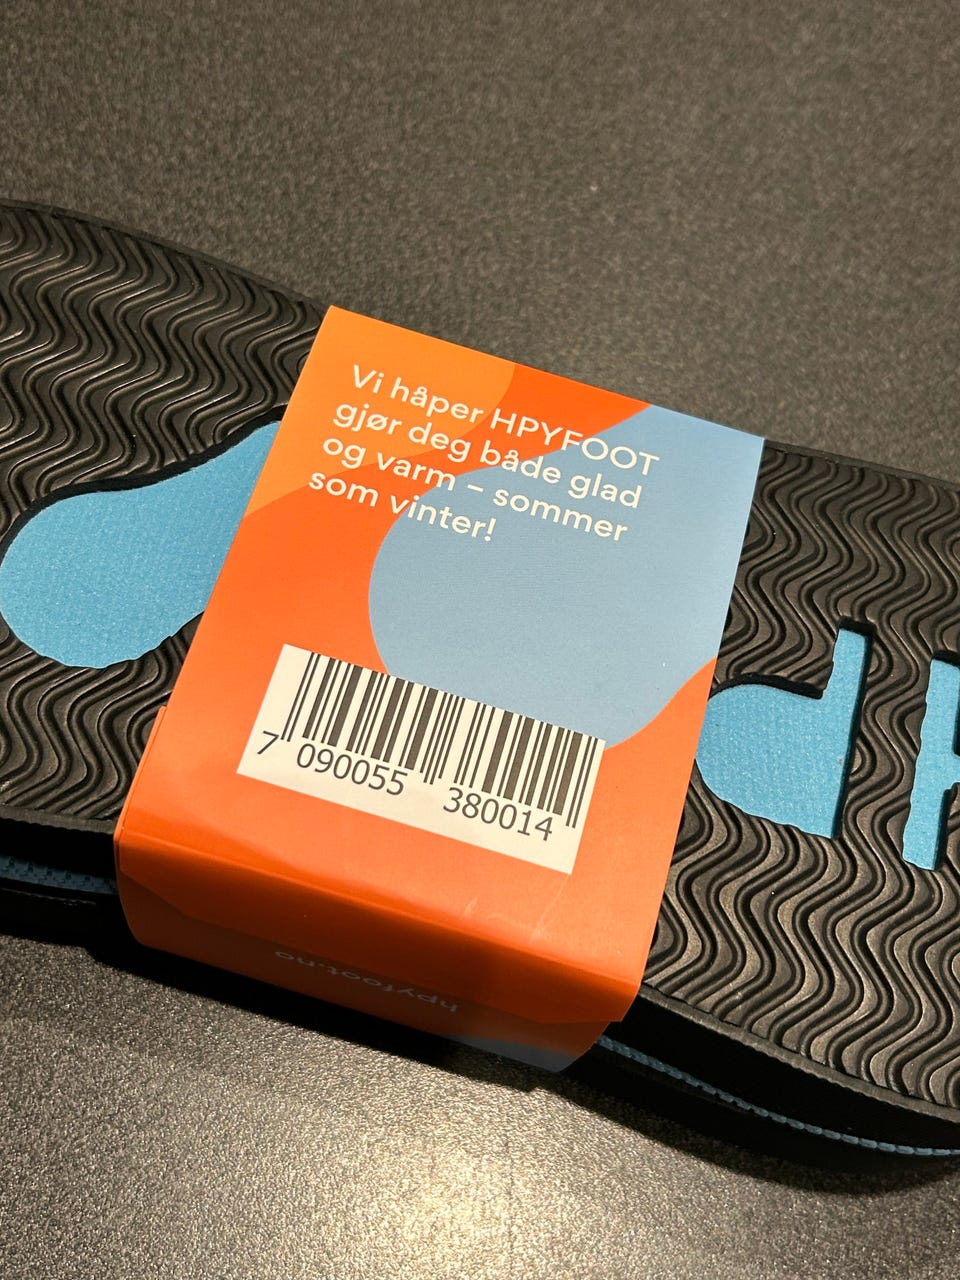 Vi håper HPYFOOT
gjør deg både glad
og varm – sommer
som vinter!
7 090055 380014
hpyfoot.no